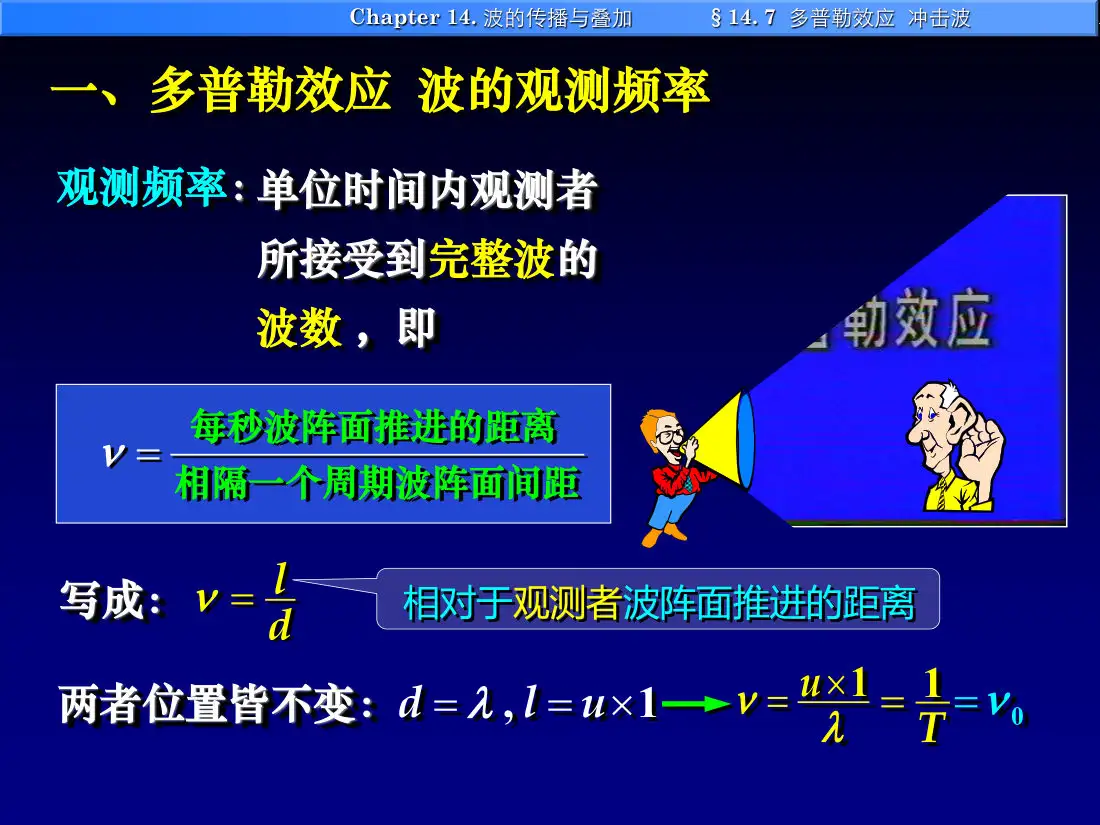 Chapter 14. 波的传播与叠加 §14. 7 多普勒效应 冲击波
一、多普勒效应 波的观测频率
观测频率：单位时间内观测者
所接受到完整波的
波数 ，即
勒效应
ν = 每秒波阵面推进的距离 / 相隔一个周期波阵面间距
写成： ν = l / d
相对于观测者波阵面推进的距离
两者位置皆不变： d = λ , l = u×1 → ν = u×1 / λ = 1 / T = ν₀